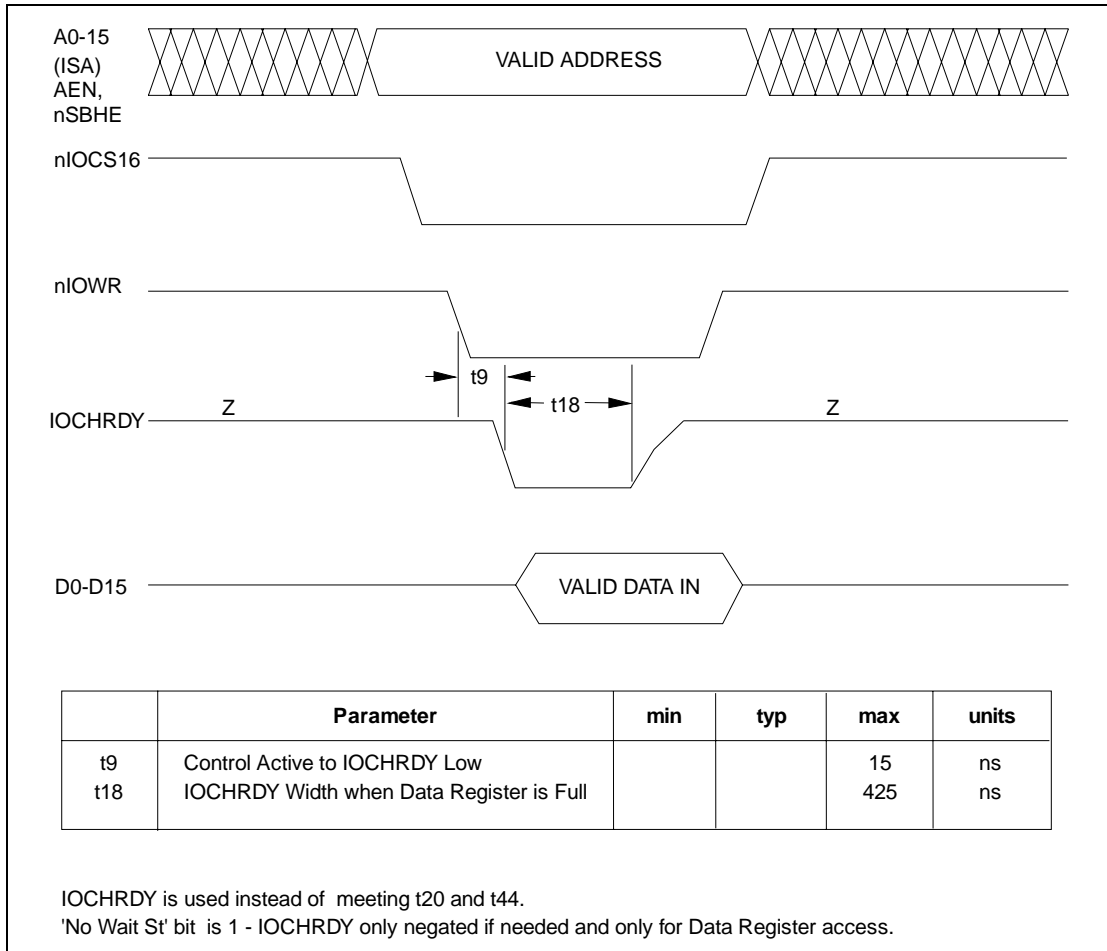 A0-15
(ISA)
AEN,
nSBHE
VALID ADDRESS
nIOCS16
nIOWR
t9
t18
IOCHRDY
Z
Z
D0-D15
VALID DATA IN
Parameter min typ max units
t9 Control Active to IOCHRDY Low 15 ns
t18 IOCHRDY Width when Data Register is Full 425 ns
IOCHRDY is used instead of meeting t20 and t44.
'No Wait St' bit is 1 - IOCHRDY only negated if needed and only for Data Register access.